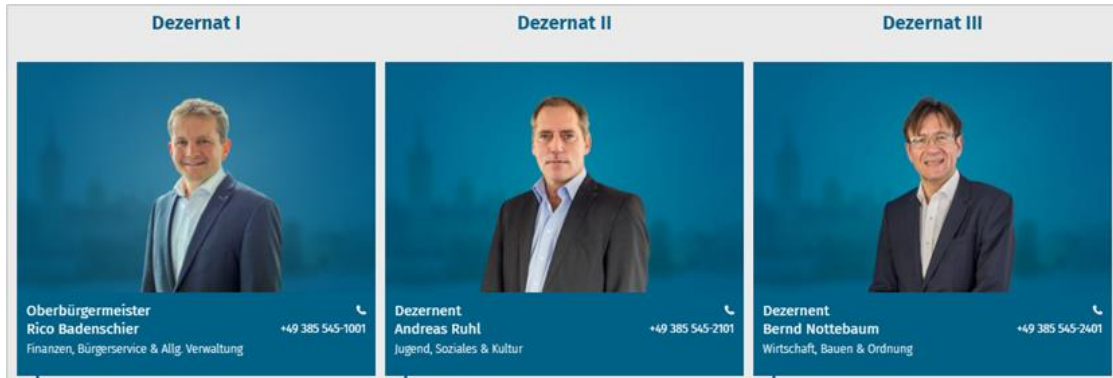 Dezernat I
Dezernat II
Dezernat III
Oberbürgermeister
Rico Badenschier
+49 385 545-1001
Finanzen, Bürgerservice & Allg. Verwaltung
Dezernent
Andreas Ruhl
+49 385 545-2101
Jugend, Soziales & Kultur
Dezernent
Bernd Nottebaum
+49 385 545-2401
Wirtschaft, Bauen & Ordnung